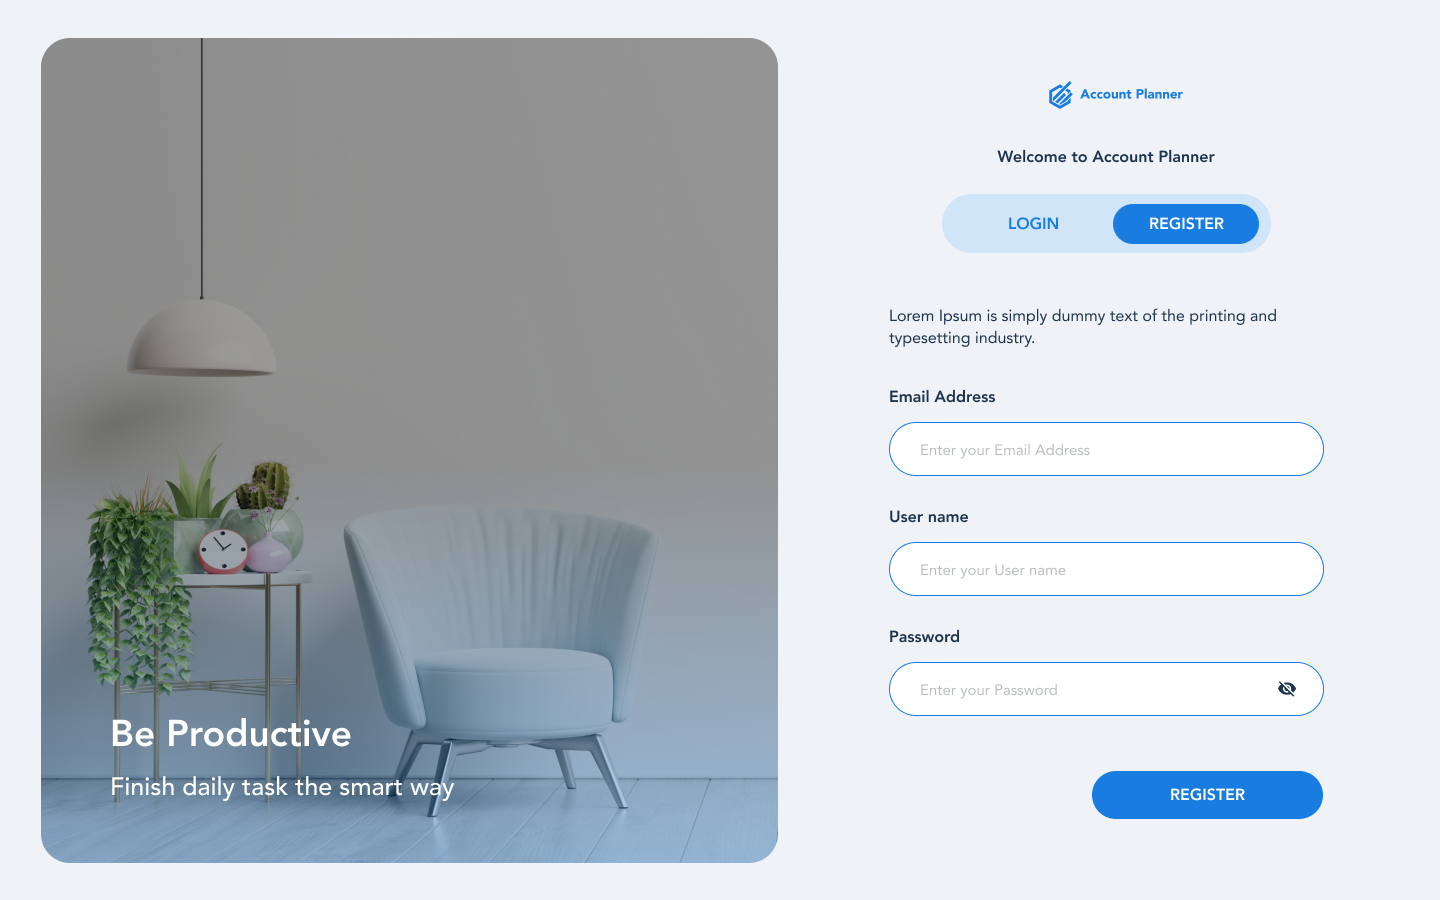 Be Productive
Finish daily task the smart way
Account Planner
Welcome to Account Planner
LOGIN
REGISTER
Lorem Ipsum is simply dummy text of the printing and
typesetting industry.
Email Address
Enter your Email Address
User name
Enter your User name
Password
Enter your Password
REGISTER